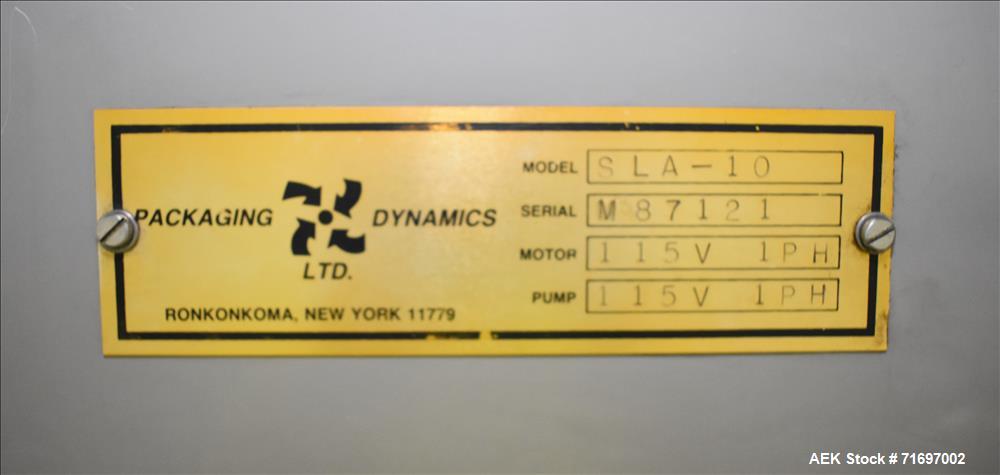 PACKAGING DYNAMICS
LTD.
RONKONKOMA, NEW YORK 11779
MODEL SLA-10
SERIAL M87121
MOTOR 115V 1PH
PUMP 115V 1PH
AEK Stock #71697002